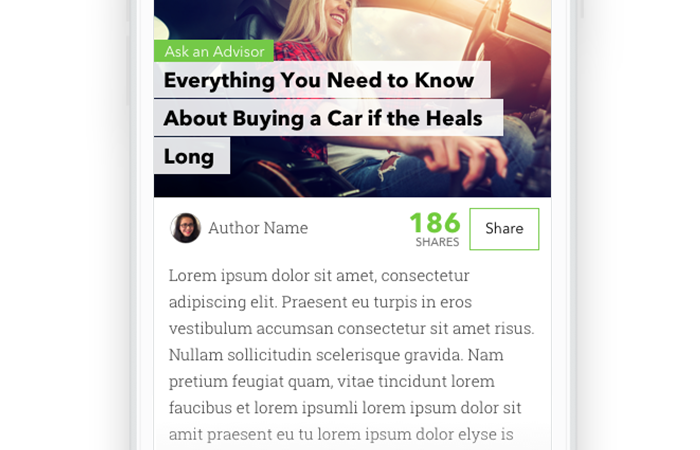 Ask an Advisor
Everything You Need to Know
About Buying a Car if the Heals
Long
Author Name
186
SHARES
Share
Lorem ipsum dolor sit amet, consectetur
adipiscing elit. Praesent eu turpis in eros
vestibulum accumsan consectetur sit amet risus.
Nullam sollicitudin scelerisque gravida. Nam
pretium feugiat quam, vitae tincidunt lorem
faucibus et lorem ipsumli lorem ipsum dolor sit
amit praesent eu tu lorem ipsum dolor elyse is